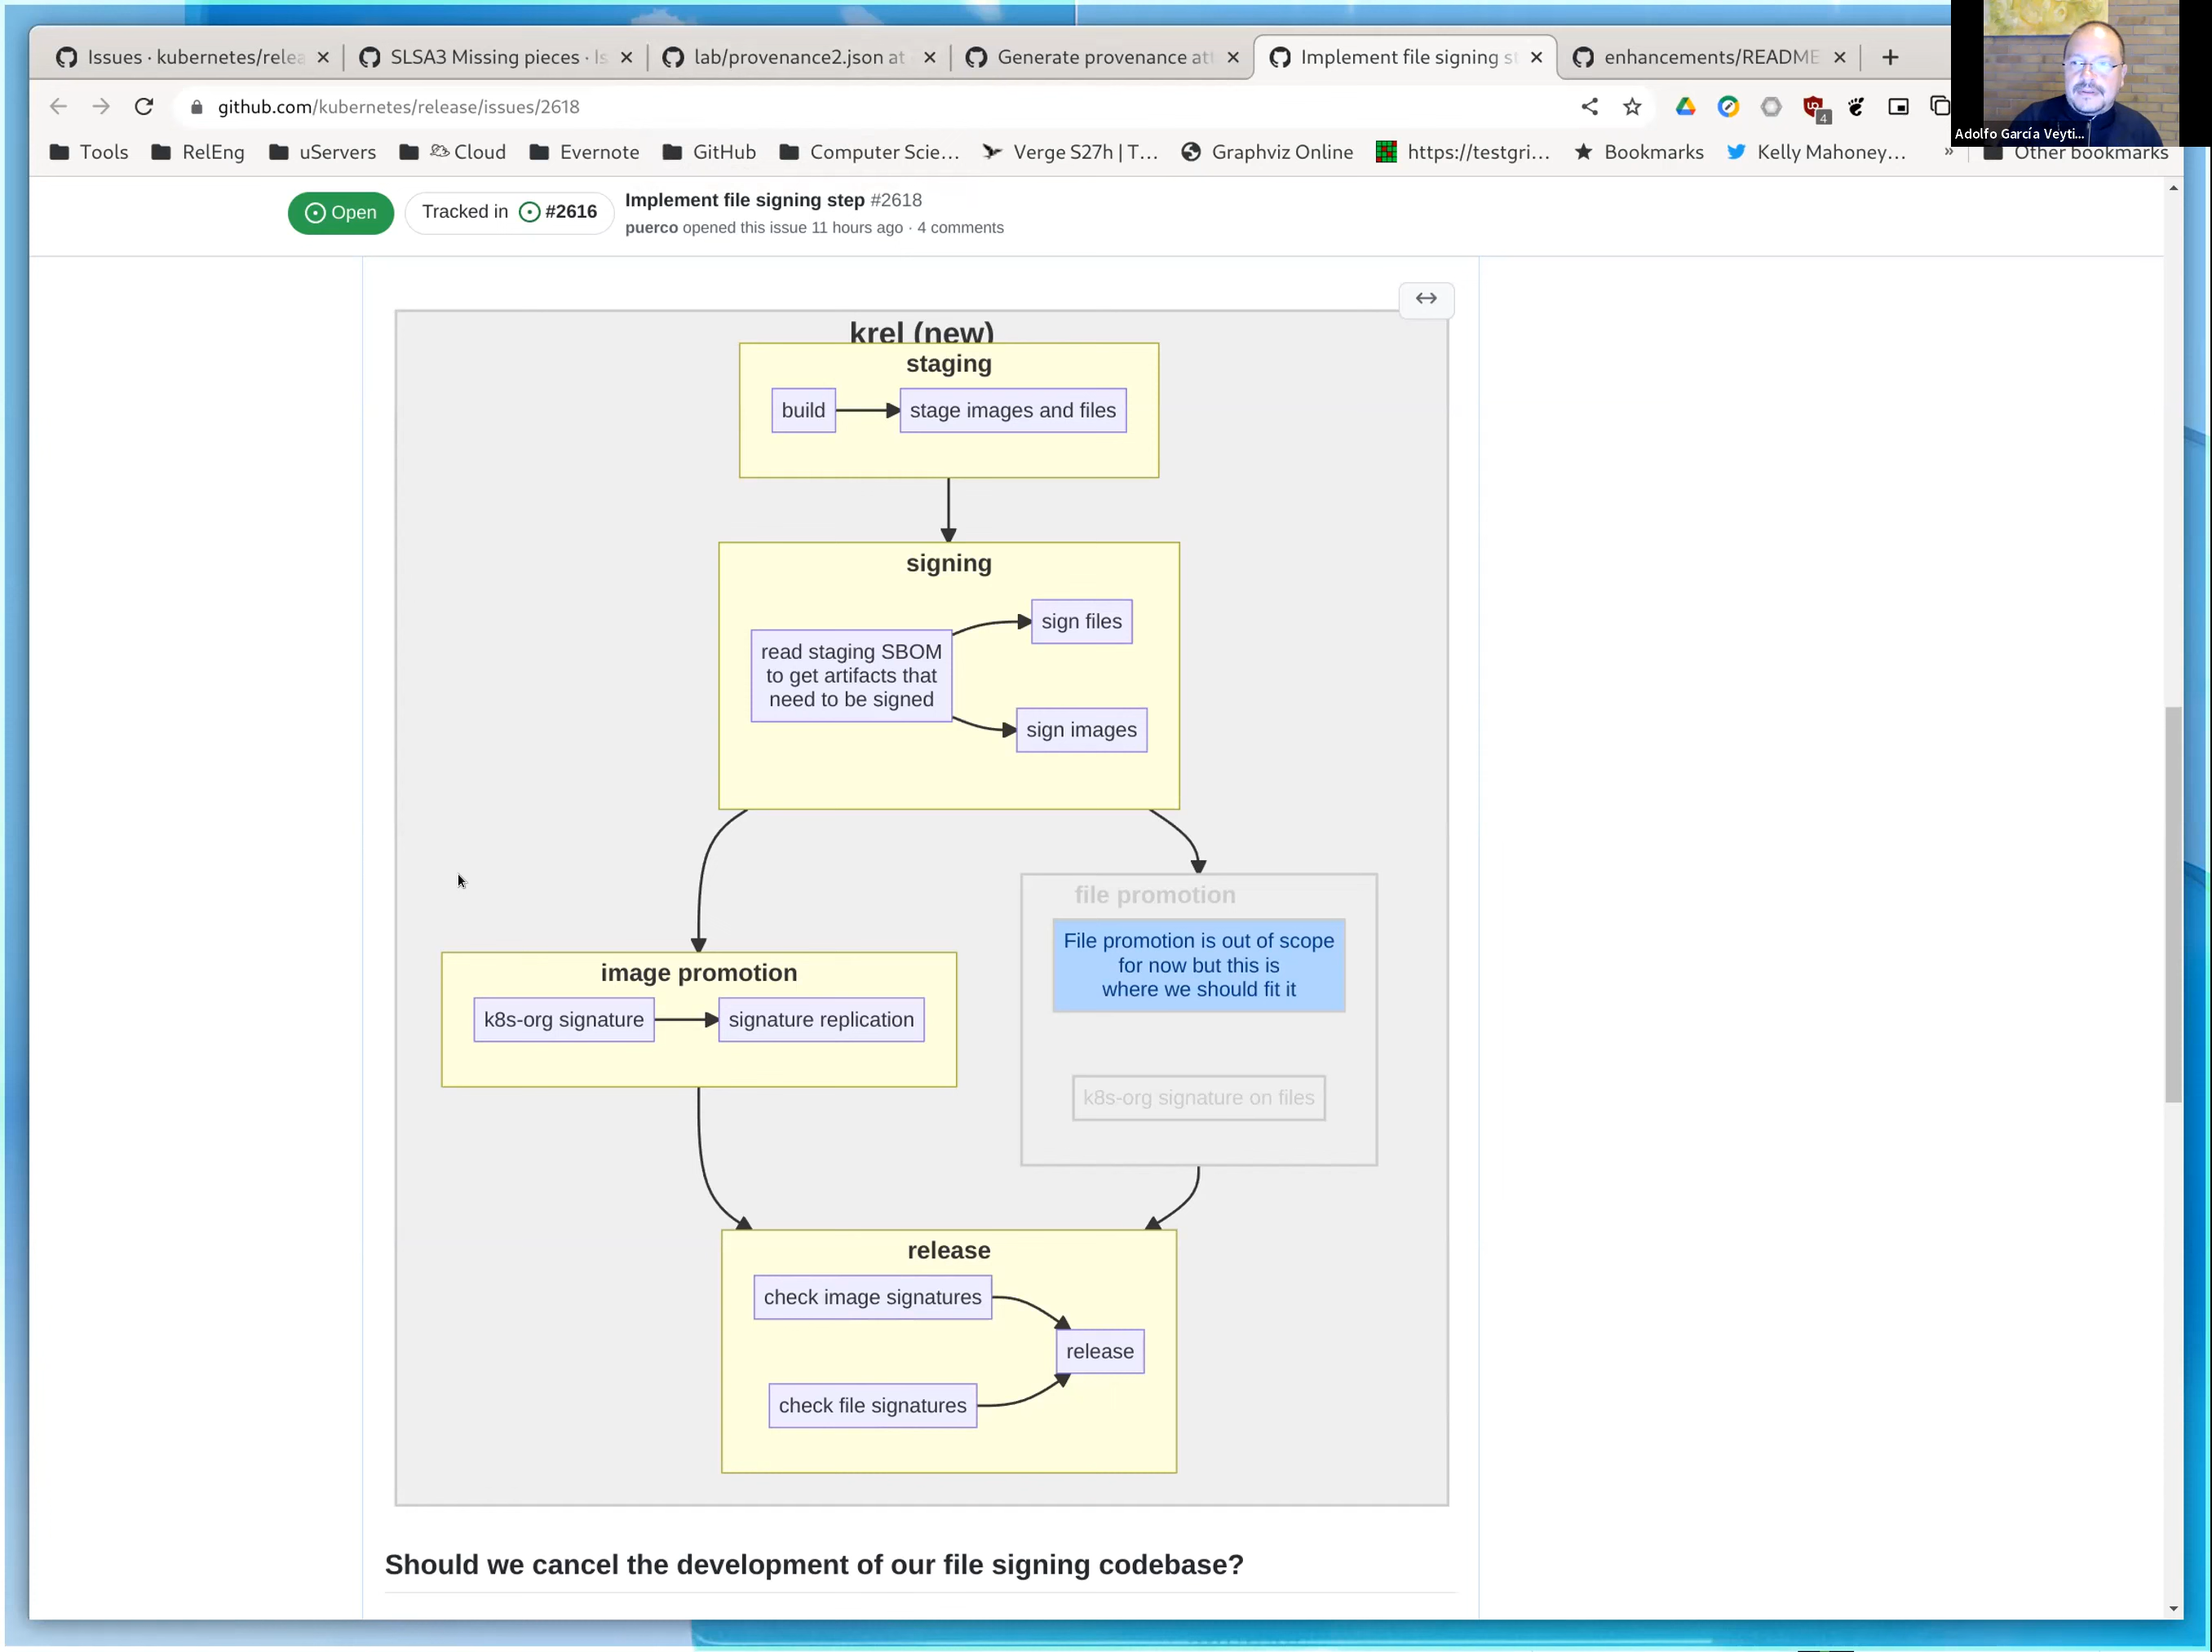 Issues · kubernetes/relea
SLSA3 Missing pieces · Is
lab/provenance2.json at
Generate provenance att
Implement file signing st
enhancements/README
github.com/kubernetes/release/issues/2618
4
Adolfo García Veyti...
Tools
RelEng
uServers
Cloud
Evernote
GitHub
Computer Scie...
Verge S27h | T...
Graphviz Online
https://testgri...
Bookmarks
Kelly Mahoney...
»
Other bookmarks
Open
Tracked in #2616
Implement file signing step #2618
puerco opened this issue 11 hours ago · 4 comments
krel (new)
staging
build
stage images and files
signing
sign files
read staging SBOM
to get artifacts that
need to be signed
sign images
file promotion
File promotion is out of scope
for now but this is
where we should fit it
image promotion
k8s-org signature
signature replication
k8s-org signature on files
release
check image signatures
release
check file signatures
Should we cancel the development of our file signing codebase?